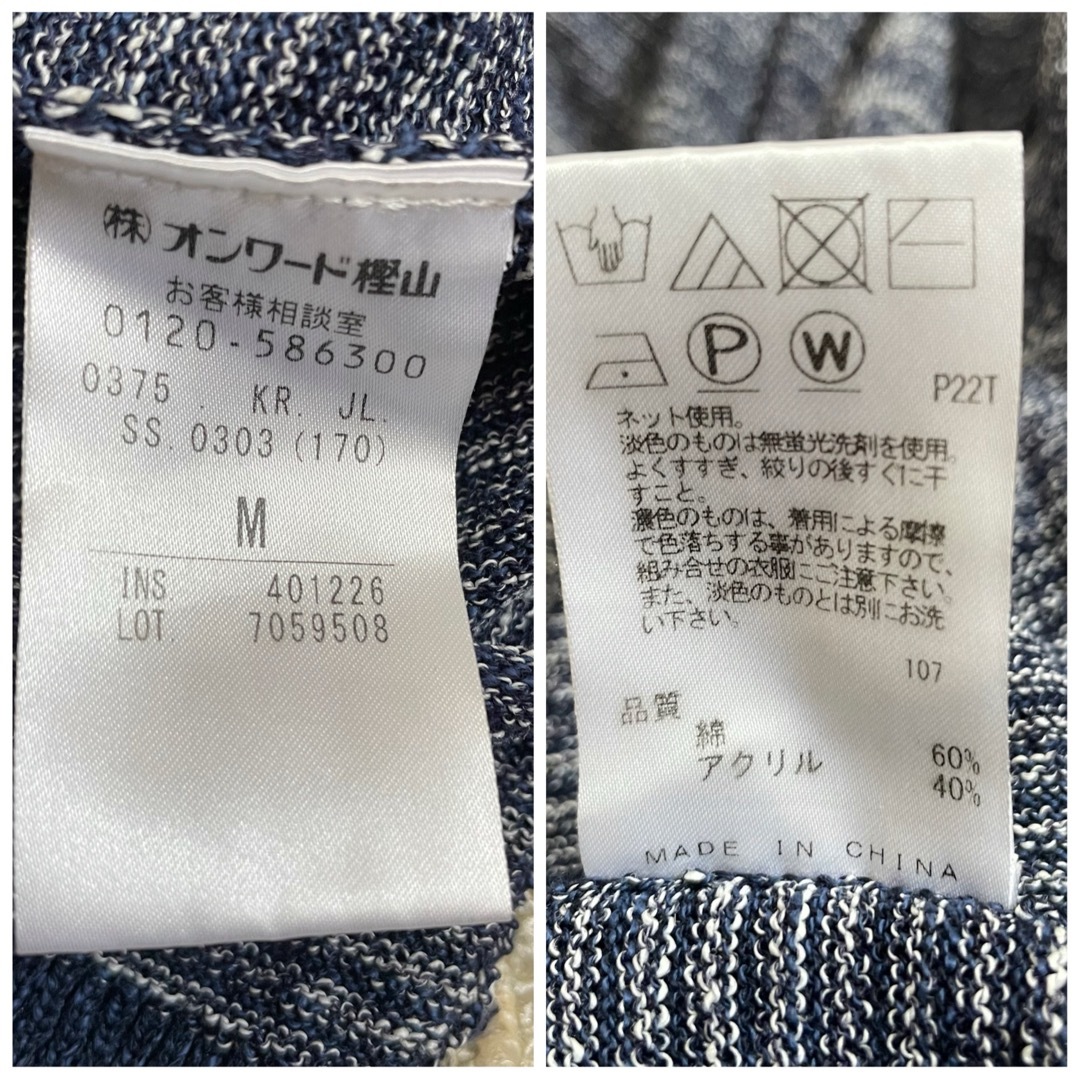 ㈱オンワード樫山
お客様相談室
0120-586300
0375 . KR. JL.
SS. 0303 (170)
M
INS. 401226
LOT. 7059508
P W
P22T
ネット使用。
淡色のものは無蛍光洗剤を使用。
よくすすぎ、絞りの後すぐに干
すこと。
濃色のものは、着用による摩擦
で色落ちする事がありますので、
組み合せの衣服にご注意下さい。
また、淡色のものとは別にお洗
い下さい。
107
品質
綿 60%
アクリル 40%
MADE IN CHINA